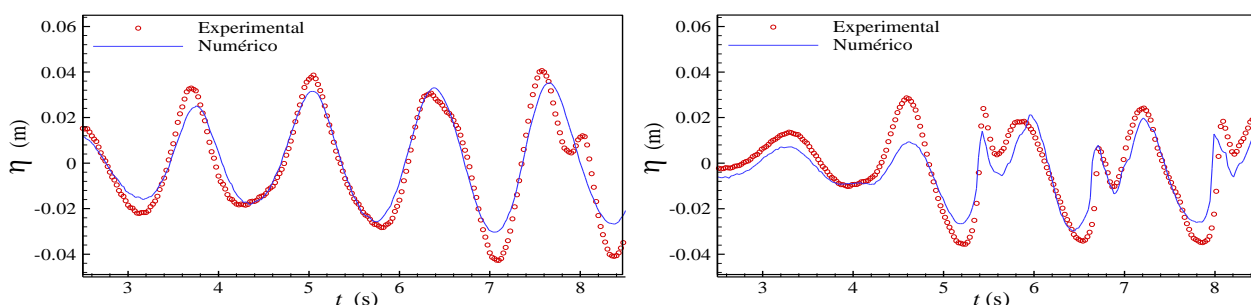 Experimental
Numérico
0.06
0.04
0.02
0
-0.02
-0.04
η (m)
3 4 5 6 7 8
t (s)
Experimental
Numérico
0.06
0.04
0.02
0
-0.02
-0.04
η (m)
3 4 5 6 7 8
t (s)